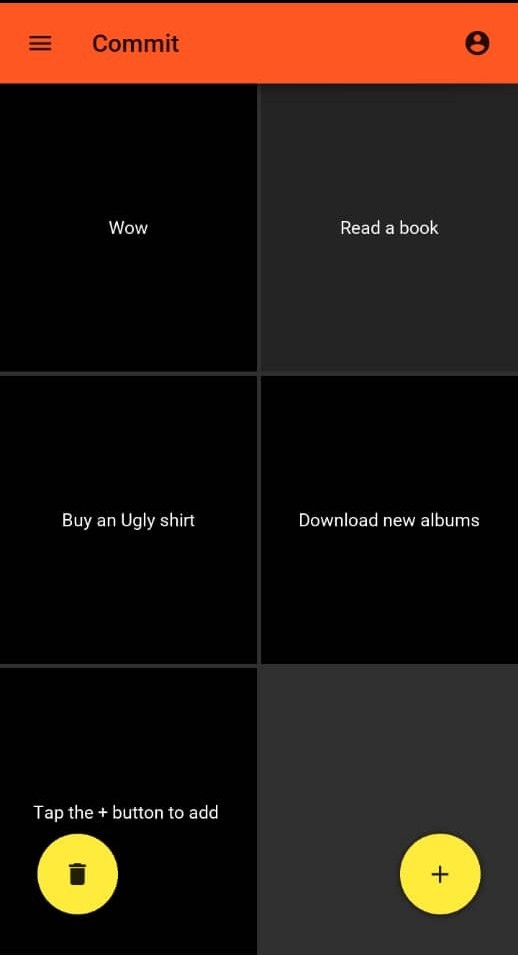 Commit
Wow
Read a book
Buy an Ugly shirt
Download new albums
Tap the + button to add